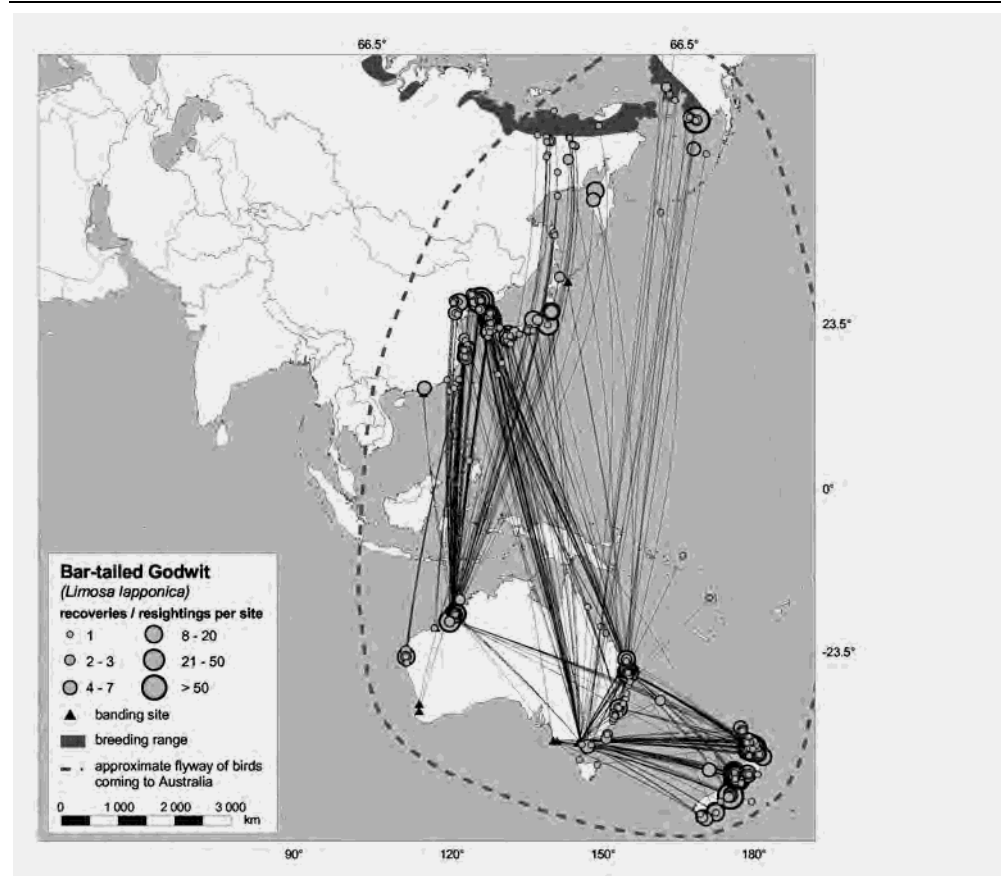 66.5° 66.5°
23.5°
0°
-23.5°
Bar-tailed Godwit
(Limosa lapponica)
recoveries / resightings per site
1 8 - 20
2 - 3 21 - 50
4 - 7 > 50
banding site
breeding range
approximate flyway of birds
coming to Australia
0 1 000 2 000 3 000
km
90° 120° 150° 180°